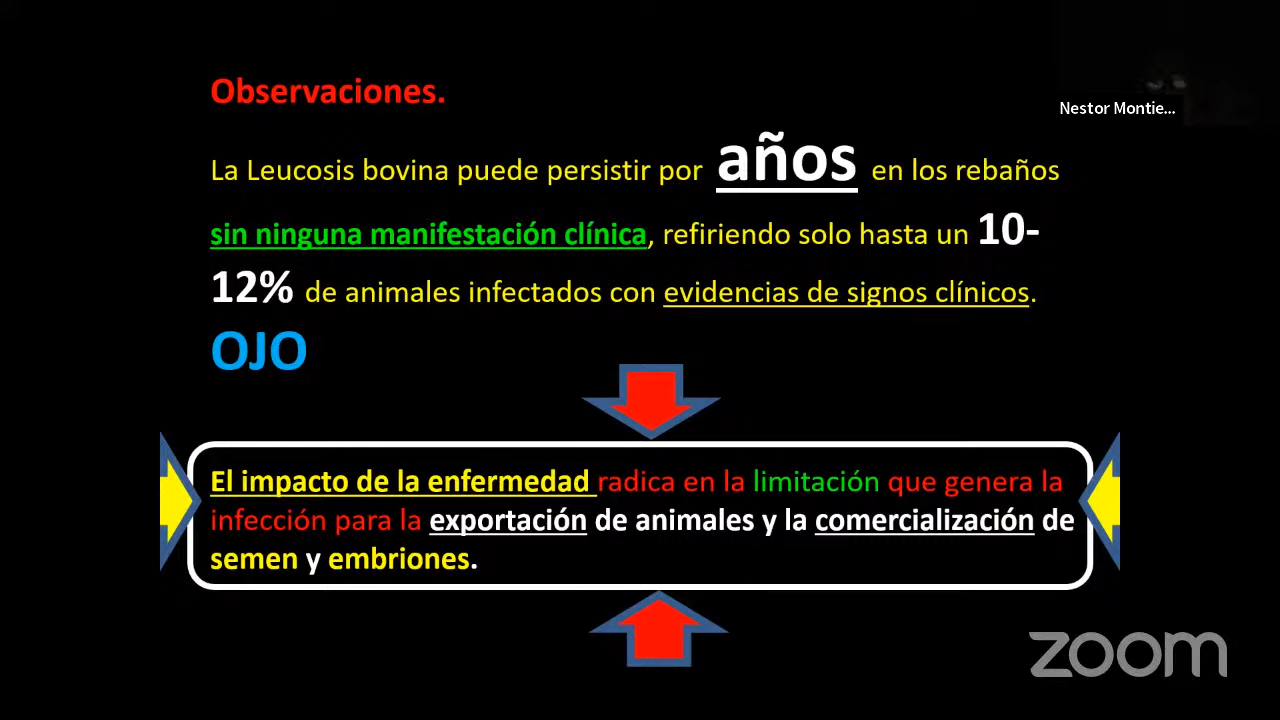 Observaciones.
Nestor Montie...
La Leucosis bovina puede persistir por años en los rebaños
sin ninguna manifestación clínica, refiriendo solo hasta un 10-
12% de animales infectados con evidencias de signos clínicos.
OJO
El impacto de la enfermedad radica en la limitación que genera la
infección para la exportación de animales y la comercialización de
semen y embriones.
zoom